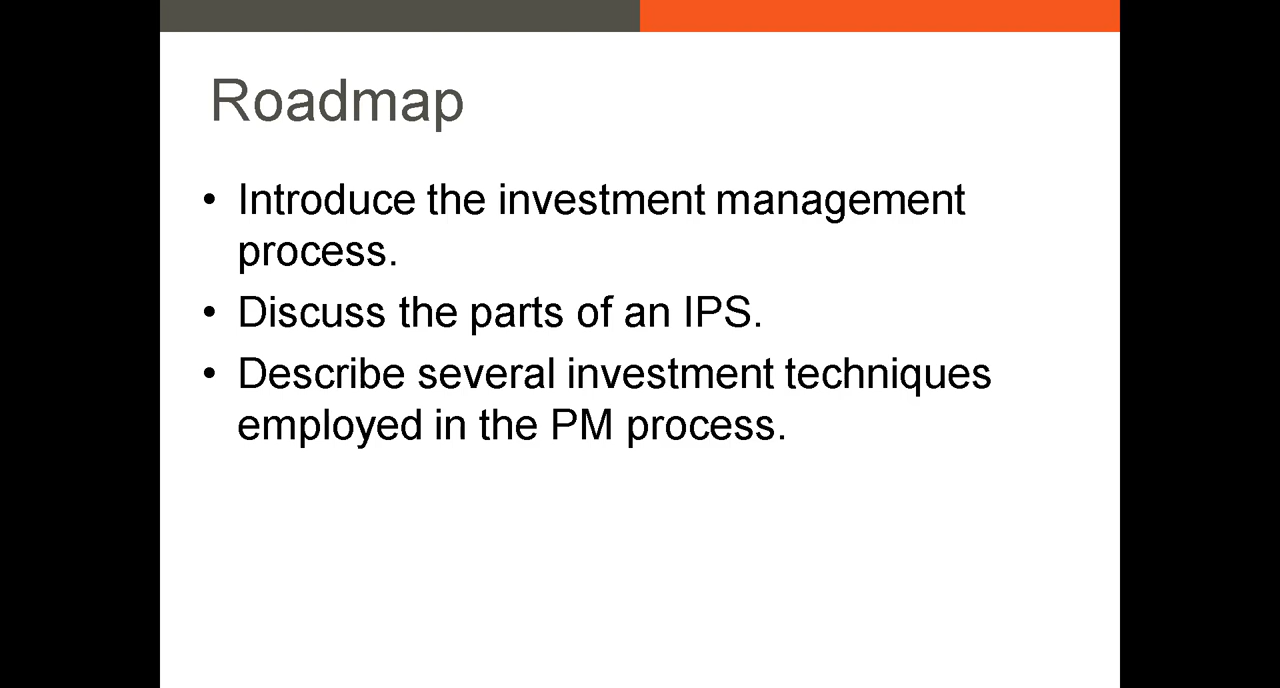 Roadmap
• Introduce the investment management
process.
• Discuss the parts of an IPS.
• Describe several investment techniques
employed in the PM process.